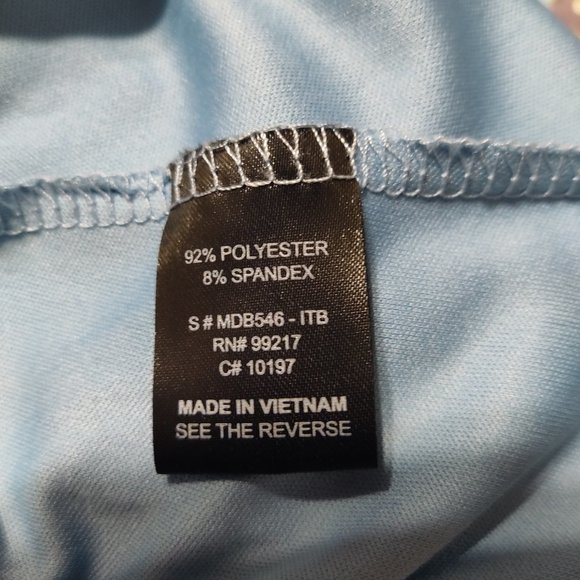 92% POLYESTER
8% SPANDEX
S # MDB546 - ITB
RN# 99217
C# 10197
MADE IN VIETNAM
SEE THE REVERSE